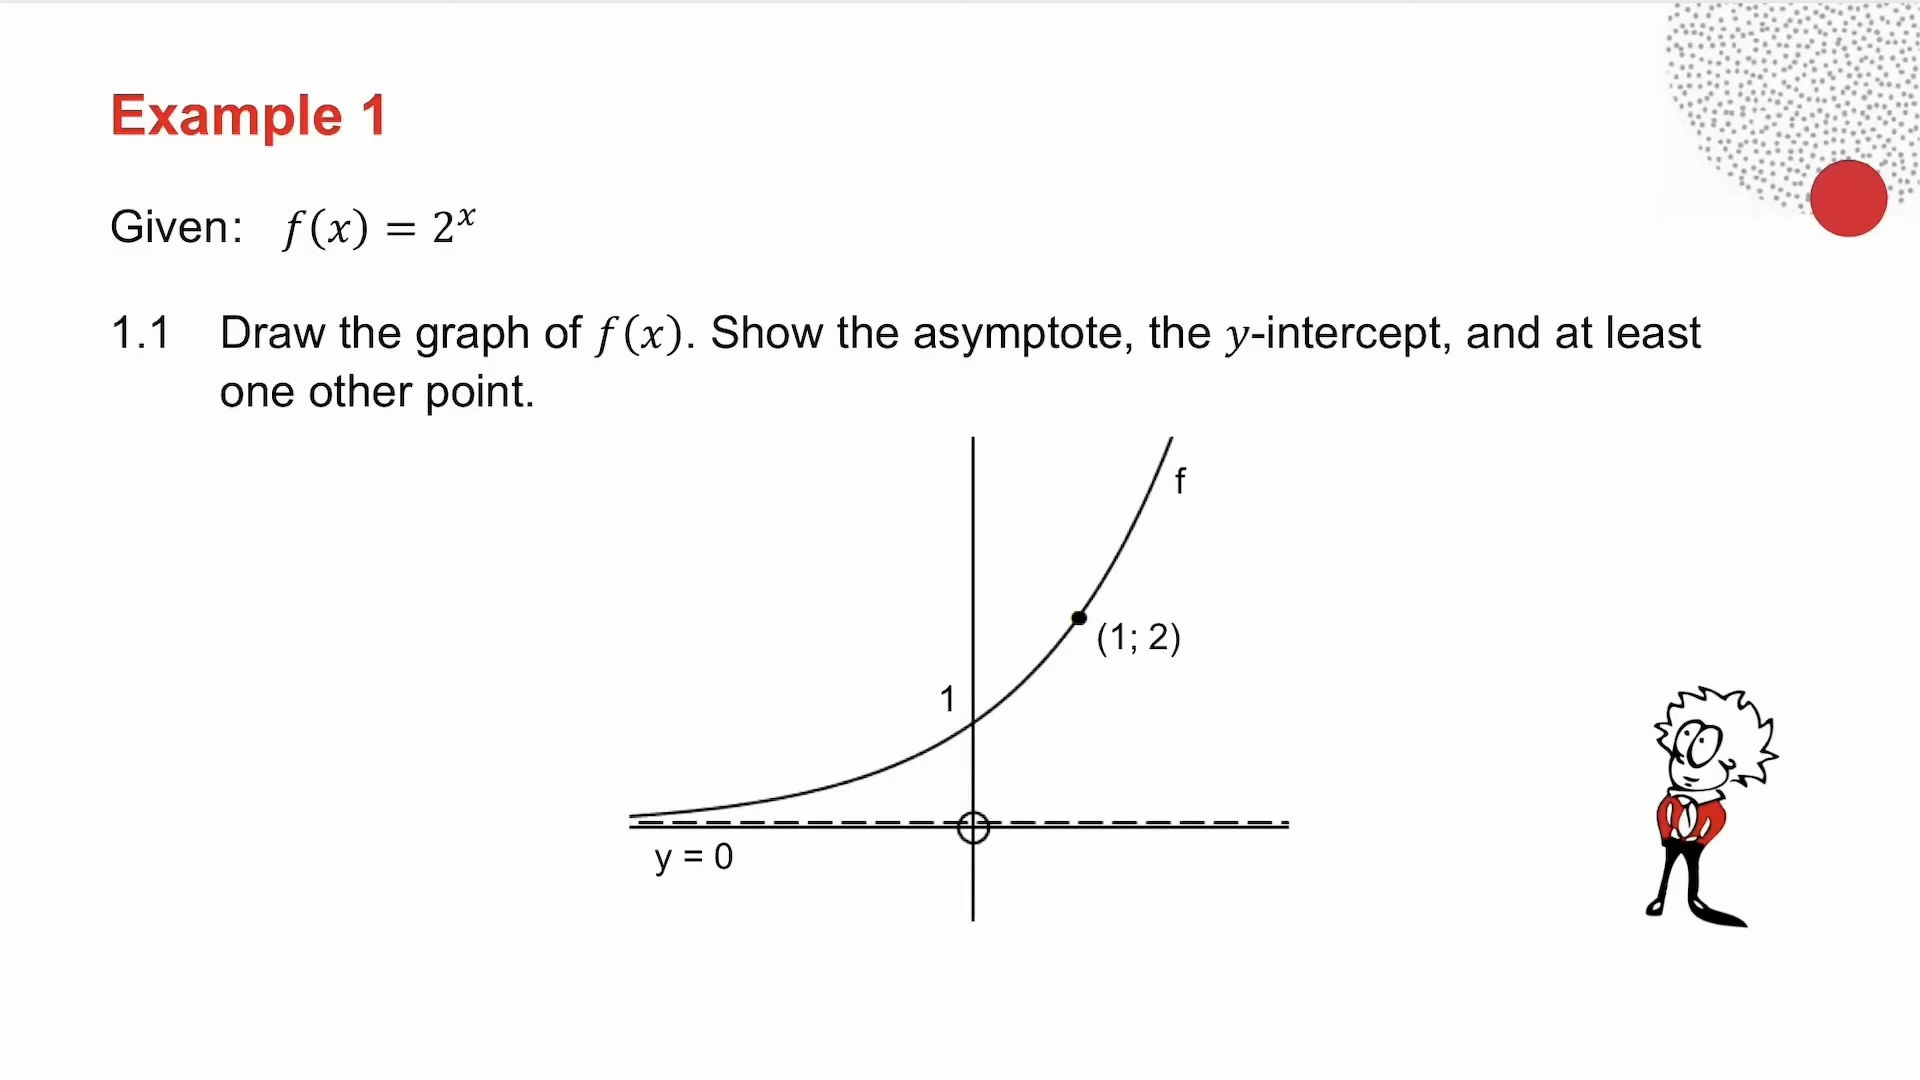 Example 1
Given: f(x) = 2ˣ
1.1 Draw the graph of f(x). Show the asymptote, the y-intercept, and at least
one other point.
f
(1; 2)
1
y = 0